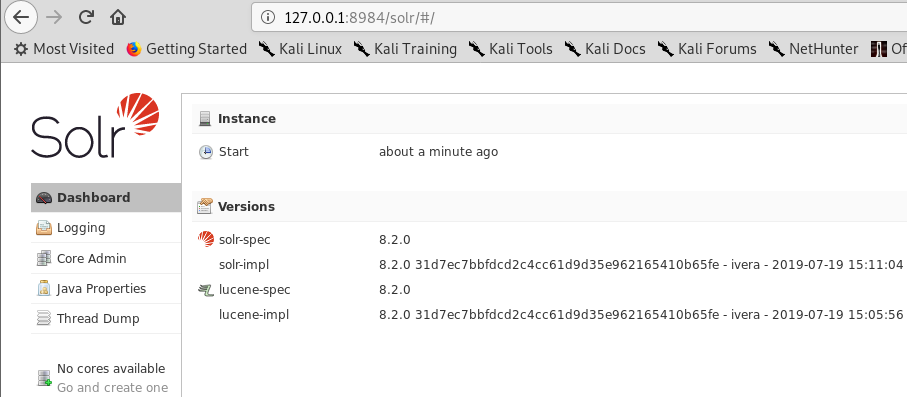 127.0.0.1:8984/solr/#/
Most Visited Getting Started Kali Linux Kali Training Kali Tools Kali Docs Kali Forums NetHunter Of
Solr
Instance
Start about a minute ago
Versions
Dashboard
Logging
Core Admin
Java Properties
Thread Dump
solr-spec 8.2.0
solr-impl 8.2.0 31d7ec7bbfdcd2c4cc61d9d35e962165410b65fe - ivera - 2019-07-19 15:11:04
lucene-spec 8.2.0
lucene-impl 8.2.0 31d7ec7bbfdcd2c4cc61d9d35e962165410b65fe - ivera - 2019-07-19 15:05:56
No cores available
Go and create one